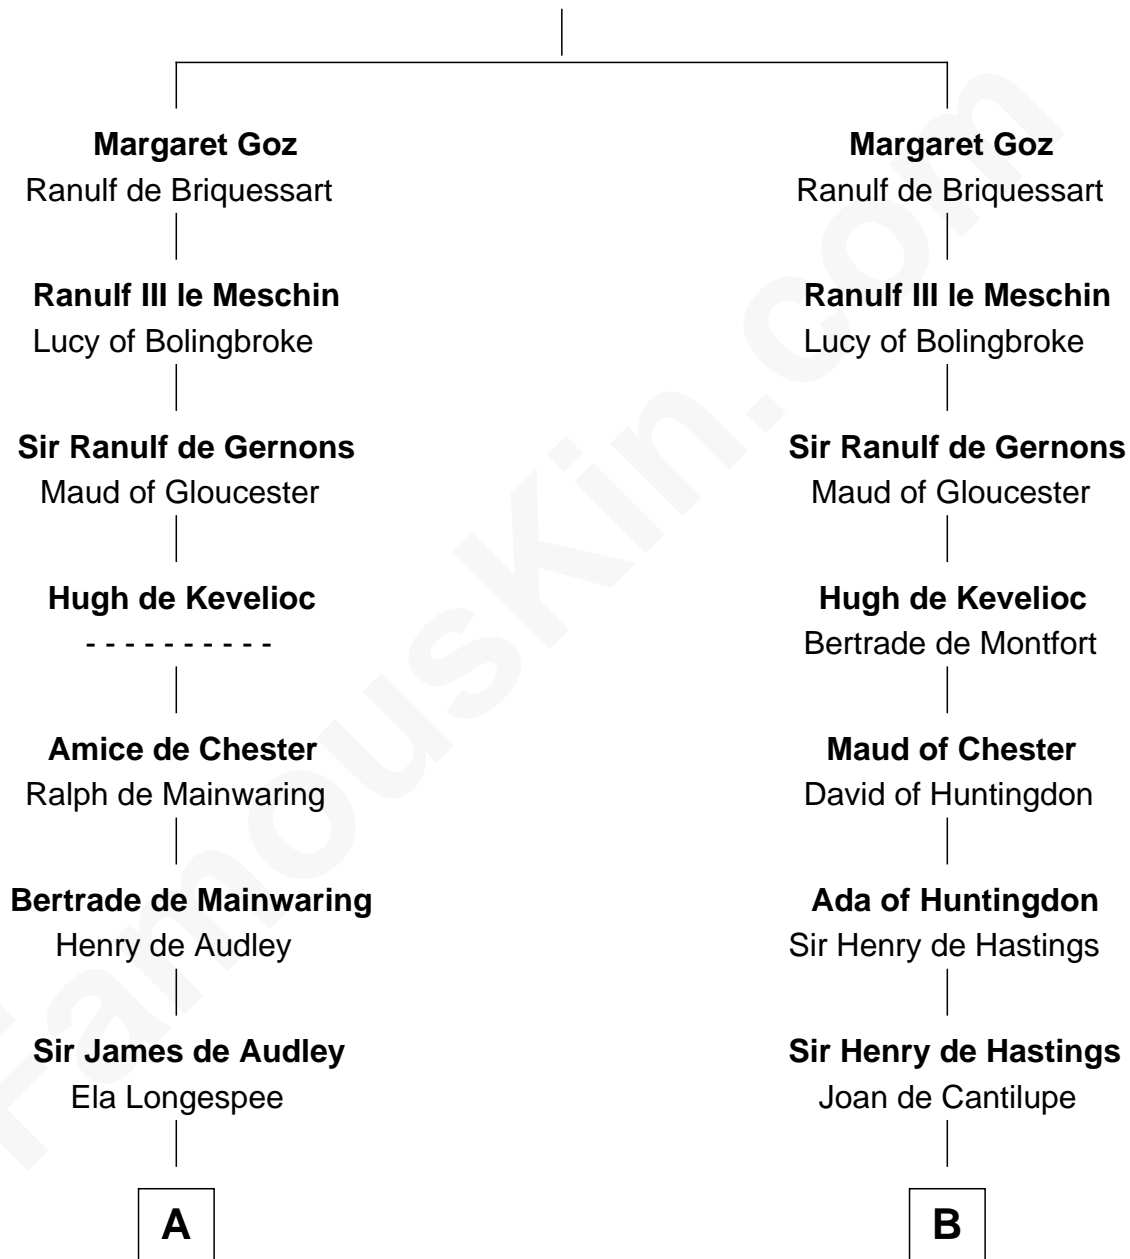 Margaret Goz
Ranulf de Briquessart
Ranulf III le Meschin
Lucy of Bolingbroke
Sir Ranulf de Gernons
Maud of Gloucester
Hugh de Kevelioc
- - - - - - - - - -
Amice de Chester
Ralph de Mainwaring
Bertrade de Mainwaring
Henry de Audley
Sir James de Audley
Ela Longespee
A
Margaret Goz
Ranulf de Briquessart
Ranulf III le Meschin
Lucy of Bolingbroke
Sir Ranulf de Gernons
Maud of Gloucester
Hugh de Kevelioc
Bertrade de Montfort
Maud of Chester
David of Huntingdon
Ada of Huntingdon
Sir Henry de Hastings
Sir Henry de Hastings
Joan de Cantilupe
B
FamousKin.com